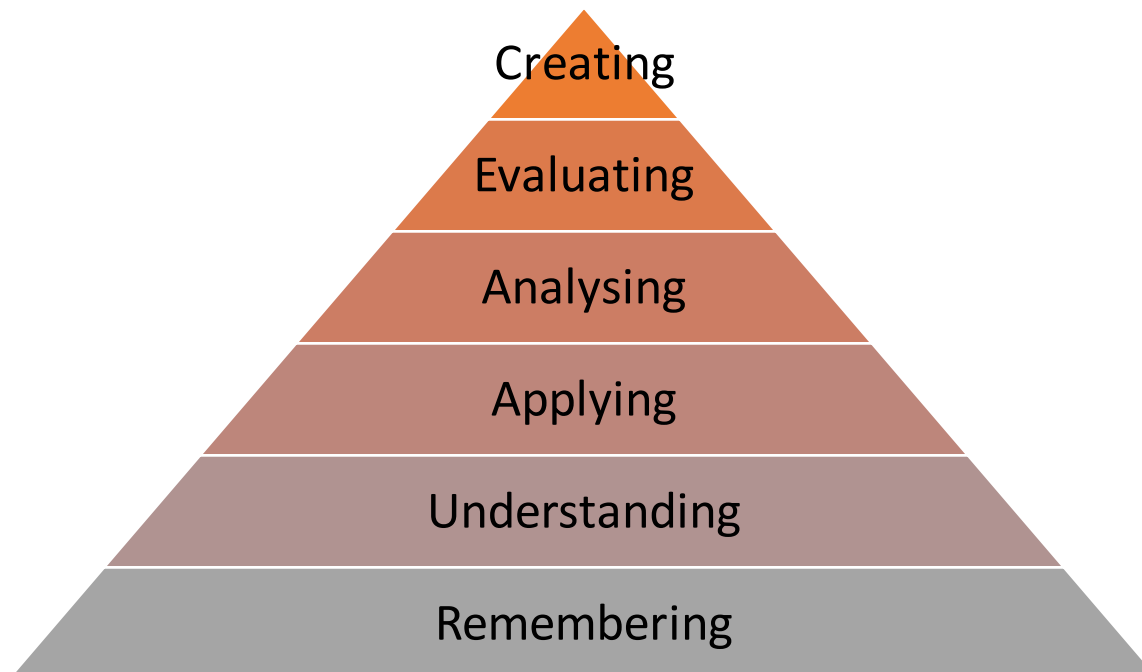 Creating
Evaluating
Analysing
Applying
Understanding
Remembering